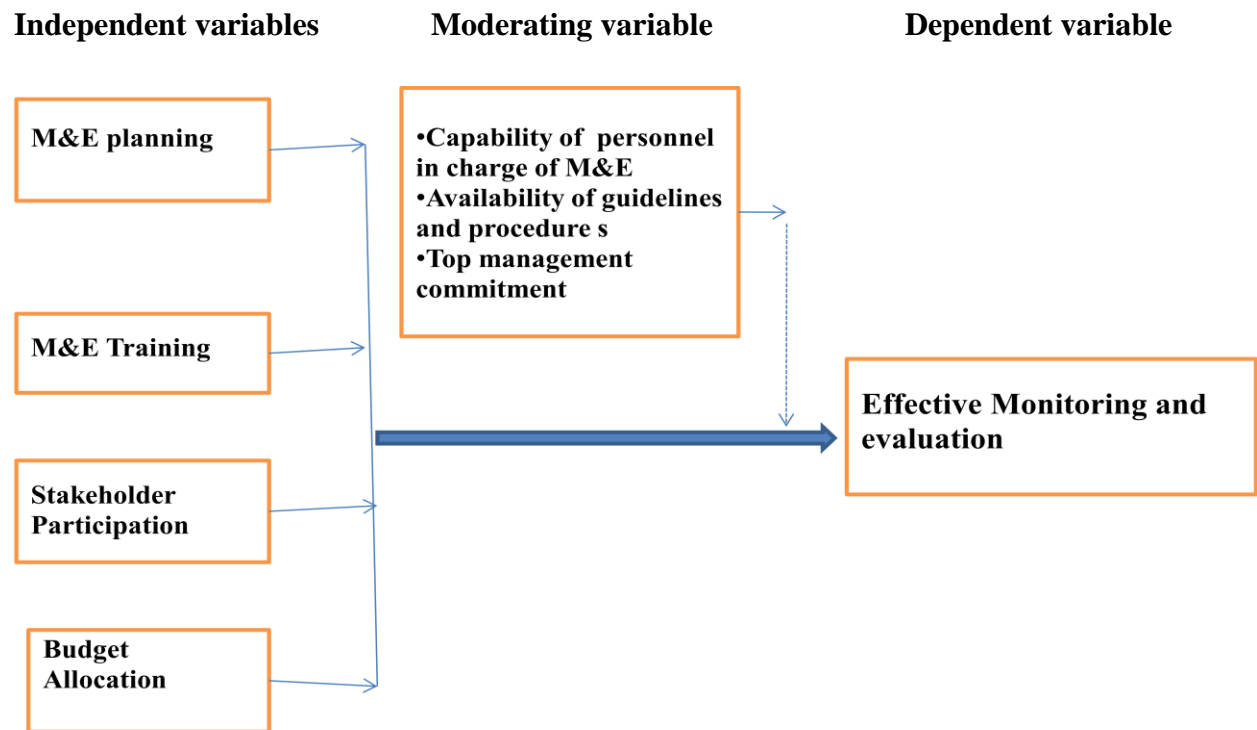 Independent variables
Moderating variable
Dependent variable
M&E planning
M&E Training
Stakeholder
Participation
Budget
Allocation
•Capability of personnel
in charge of M&E
•Availability of guidelines
and procedure s
•Top management
commitment
Effective Monitoring and
evaluation